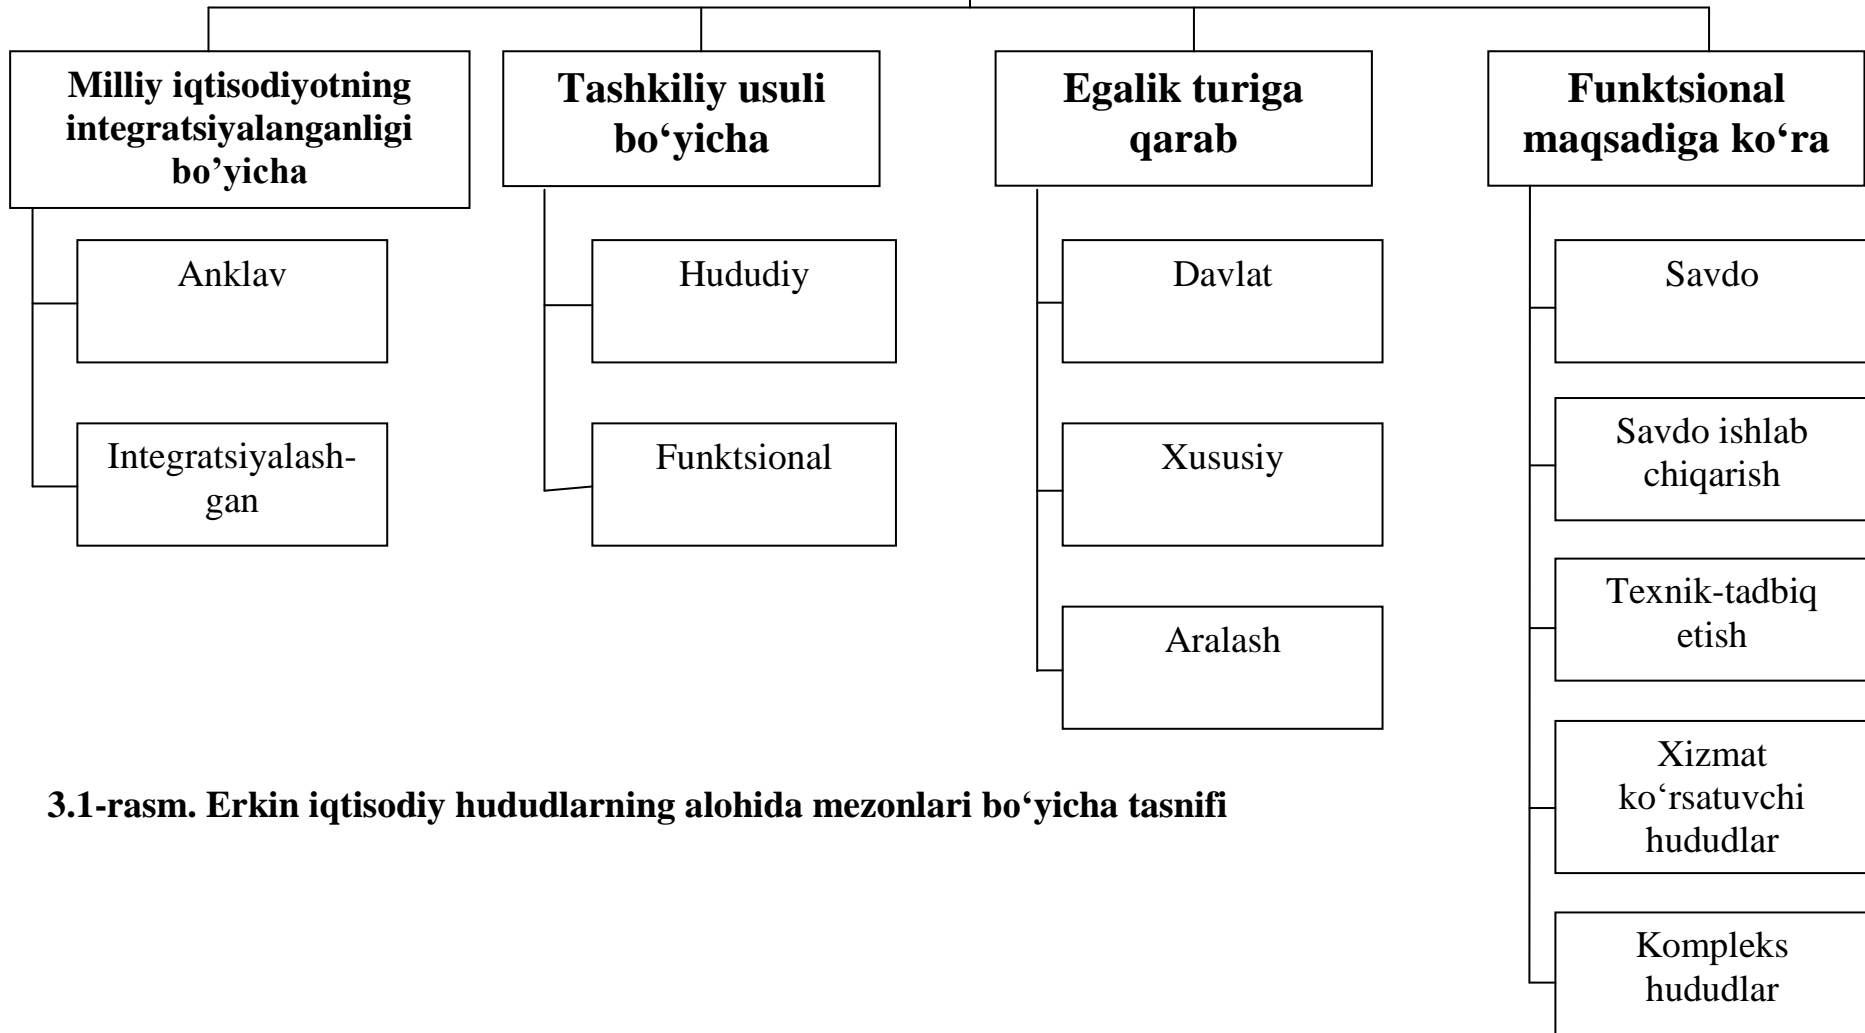 Milliy iqtisodiyotning
integratsiyalanganligi
bo’yicha
Anklav
Integratsiyalash-
gan
Tashkiliy usuli
bo‘yicha
Hududiy
Funktsional
Egalik turiga
qarab
Davlat
Xususiy
Aralash
Funktsional
maqsadiga ko‘ra
Savdo
Savdo ishlab
chiqarish
Texnik-tadbiq
etish
Xizmat
ko‘rsatuvchi
hududlar
Kompleks
hududlar
3.1-rasm. Erkin iqtisodiy hududlarning alohida mezonlari bo‘yicha tasnifi